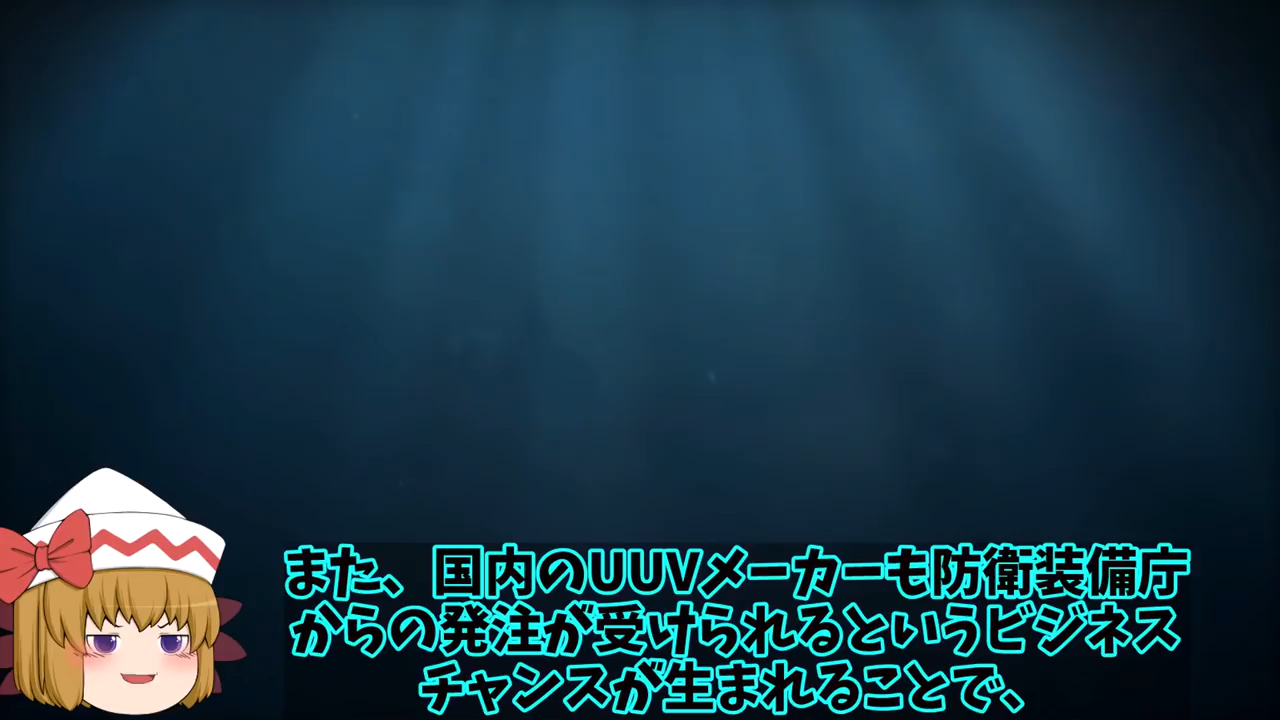 また、国内のUUVメーカーも防衛装備庁
からの発注が受けられるというビジネス
チャンスが生まれることで、